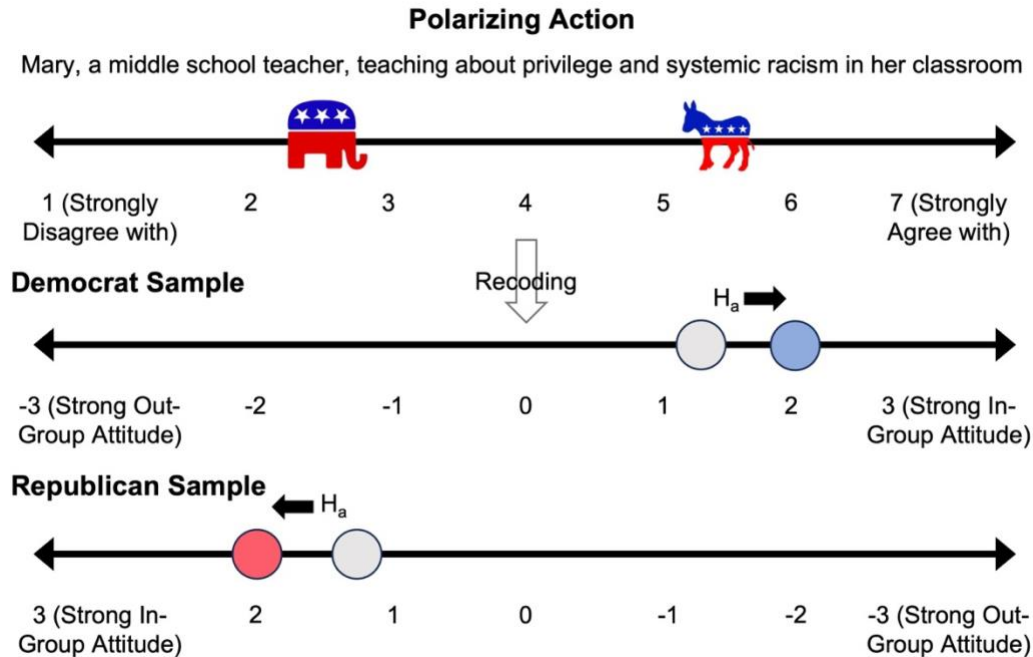 Polarizing Action
Mary, a middle school teacher, teaching about privilege and systemic racism in her classroom
1 (Strongly Disagree with) 2 3 4 5 6 7 (Strongly Agree with)
Recoding
Democrat Sample
Ha
-3 (Strong Out-Group Attitude) -2 -1 0 1 2 3 (Strong In-Group Attitude)
Republican Sample
Ha
3 (Strong In-Group Attitude) 2 1 0 -1 -2 -3 (Strong Out-Group Attitude)